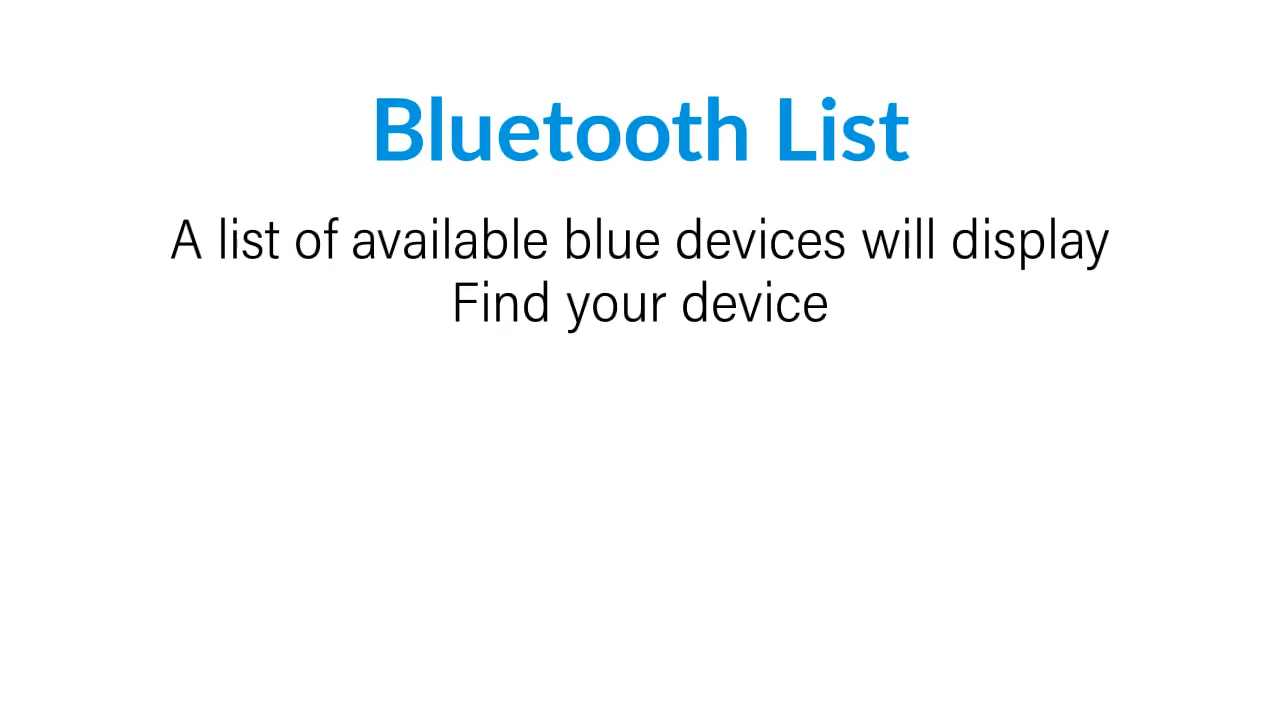 Bluetooth List
A list of available blue devices will display
Find your device